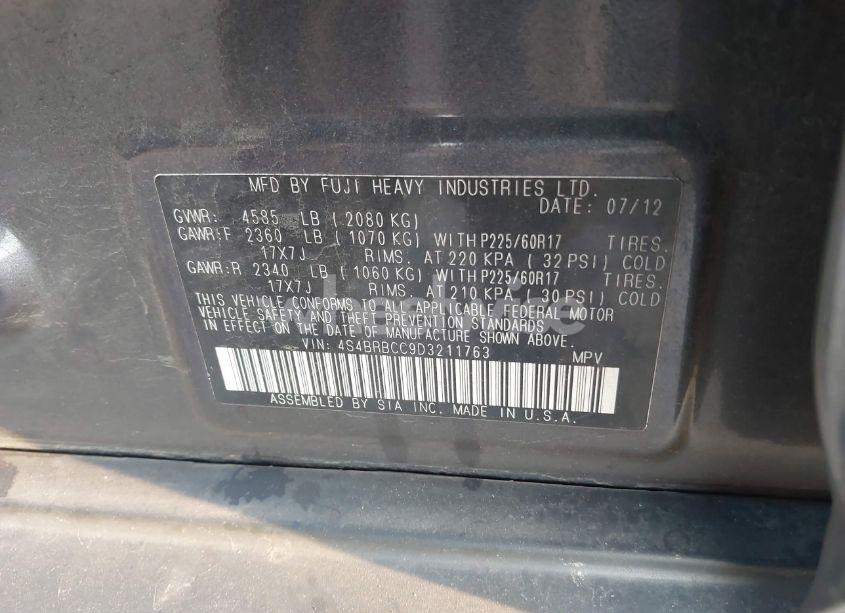 MFD BY FUJI HEAVY INDUSTRIES LTD.
DATE: 07/12
GVWR: 4585 LB ( 2080 KG)
GAWR:F 2360 LB ( 1070 KG) WITH P225/60R17 TIRES.
17X7J RIMS. AT 220 KPA ( 32 PSI) COLD
GAWR:R 2340 LB ( 1060 KG) WITH P225/60R17 TIRES.
17X7J RIMS. AT 210 KPA ( 30 PSI) COLD
THIS VEHICLE CONFORMS TO ALL APPLICABLE FEDERAL MOTOR
VEHICLE SAFETY AND THEFT PREVENTION STANDARDS
IN EFFECT ON THE DATE OF MANUFACTURE SHOWN ABOVE.
VIN: 4S4BRBCC9D3211763 MPV
ASSEMBLED BY SIA INC. MADE IN U.S.A.